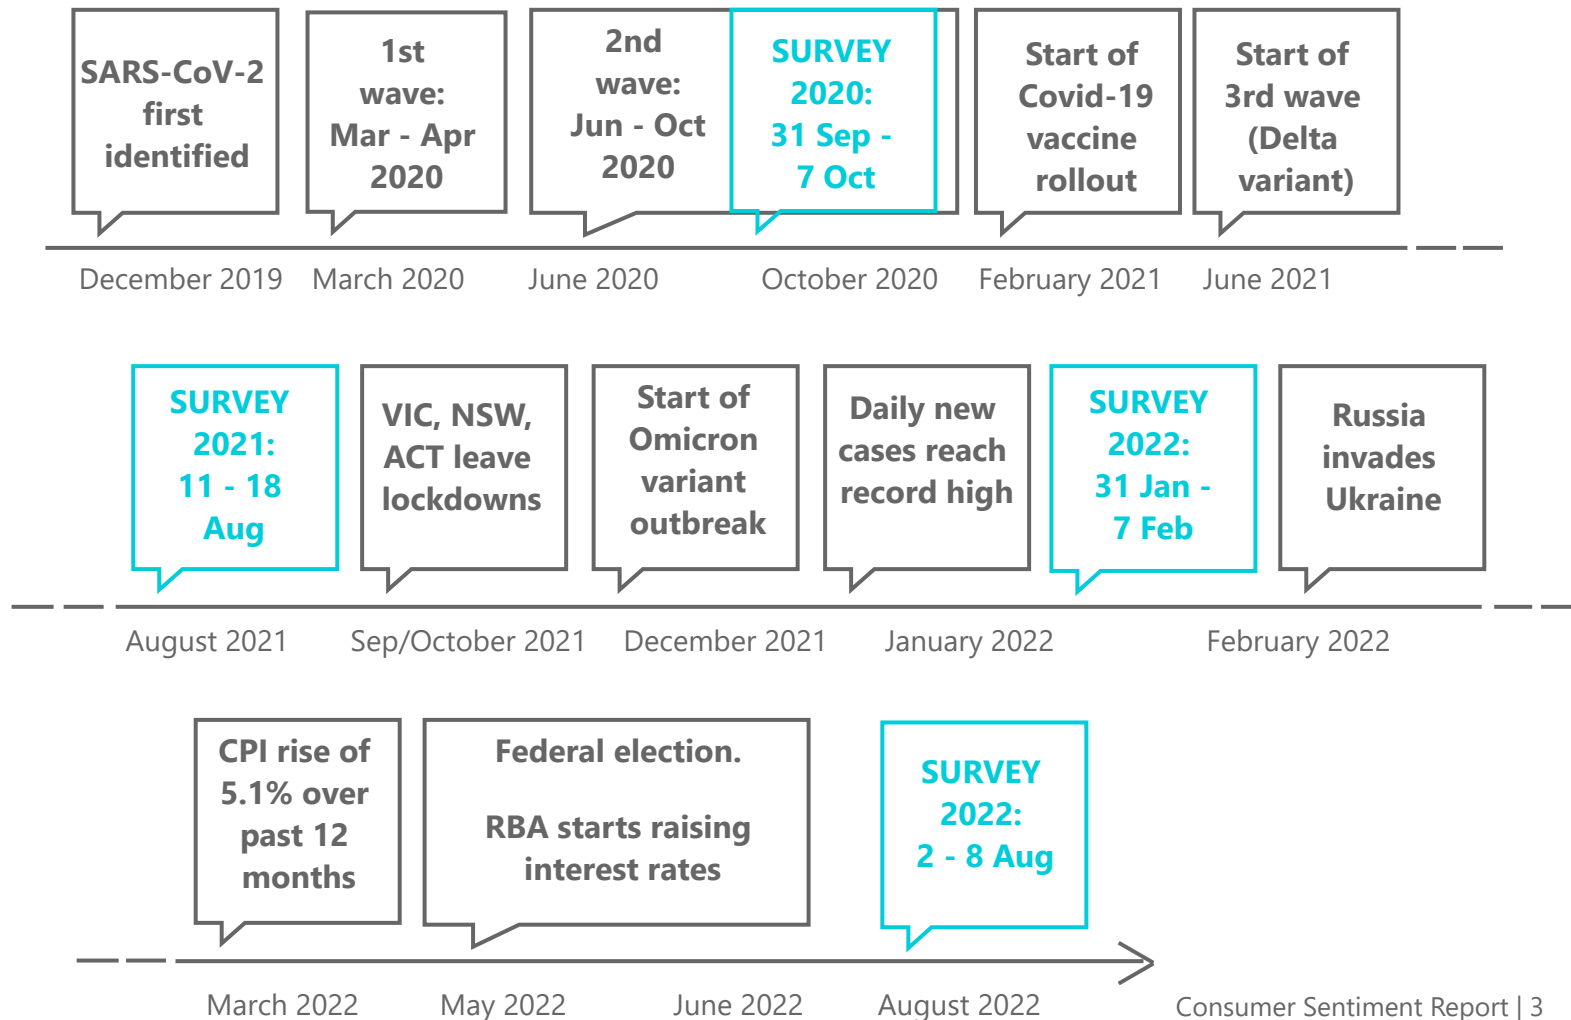 SARS-CoV-2
first
identified
1st
wave:
Mar - Apr
2020
2nd
wave:
Jun - Oct
2020
SURVEY
2020:
31 Sep -
7 Oct
Start of
Covid-19
vaccine
rollout
Start of
3rd wave
(Delta
variant)
December 2019
March 2020
June 2020
October 2020
February 2021
June 2021
SURVEY
2021:
11 - 18
Aug
VIC, NSW,
ACT leave
lockdowns
Start of
Omicron
variant
outbreak
Daily new
cases reach
record high
SURVEY
2022:
31 Jan -
7 Feb
Russia
invades
Ukraine
August 2021
Sep/October 2021
December 2021
January 2022
February 2022
CPI rise of
5.1% over
past 12
months
Federal election.
RBA starts raising
interest rates
SURVEY
2022:
2 - 8 Aug
March 2022
May 2022
June 2022
August 2022
Consumer Sentiment Report | 3